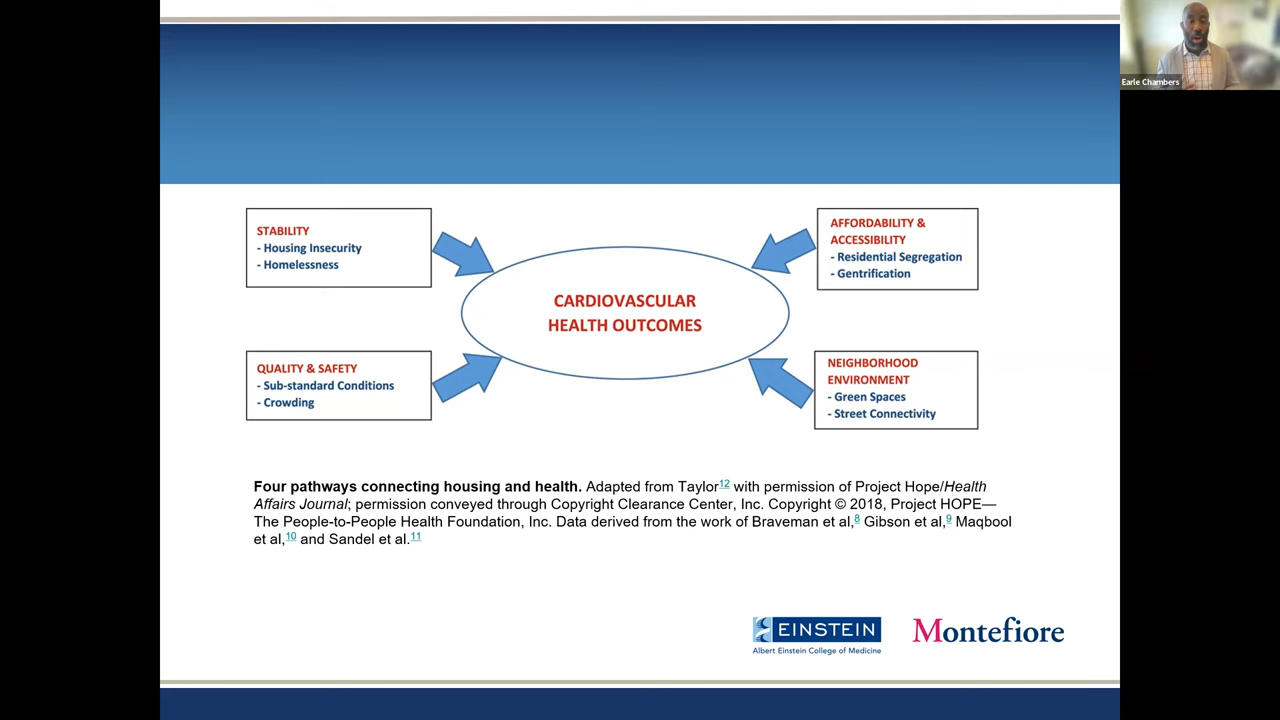 Earle Chambers
STABILITY
- Housing Insecurity
- Homelessness
AFFORDABILITY &
ACCESSIBILITY
- Residential Segregation
- Gentrification
CARDIOVASCULAR
HEALTH OUTCOMES
QUALITY & SAFETY
- Sub-standard Conditions
- Crowding
NEIGHBORHOOD
ENVIRONMENT
- Green Spaces
- Street Connectivity
Four pathways connecting housing and health. Adapted from Taylor12 with permission of Project Hope/Health
Affairs Journal; permission conveyed through Copyright Clearance Center, Inc. Copyright © 2018, Project HOPE—
The People-to-People Health Foundation, Inc. Data derived from the work of Braveman et al,8 Gibson et al,9 Maqbool
et al,10 and Sandel et al.11
EINSTEIN
Albert Einstein College of Medicine
Montefiore